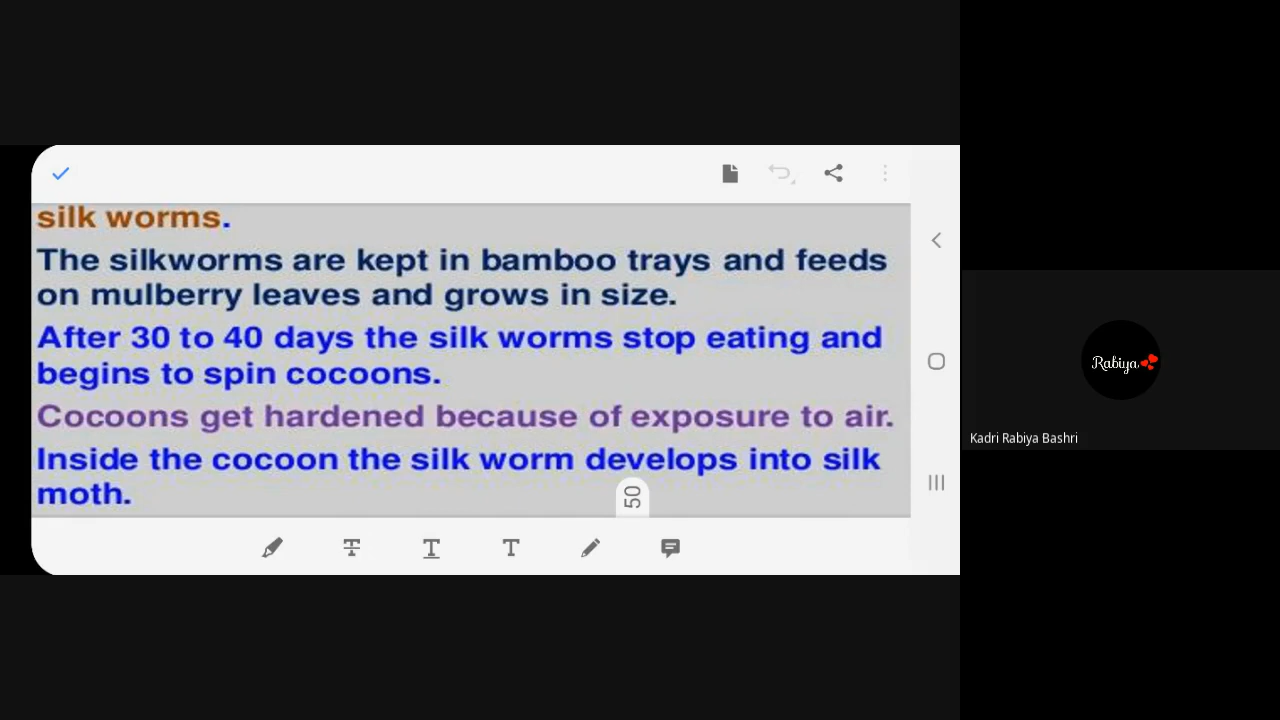 silk worms.
The silkworms are kept in bamboo trays and feeds
on mulberry leaves and grows in size.
After 30 to 40 days the silk worms stop eating and
begins to spin cocoons.
Cocoons get hardened because of exposure to air.
Inside the cocoon the silk worm develops into silk
moth.
50
Rabiya
Kadri Rabiya Bashri